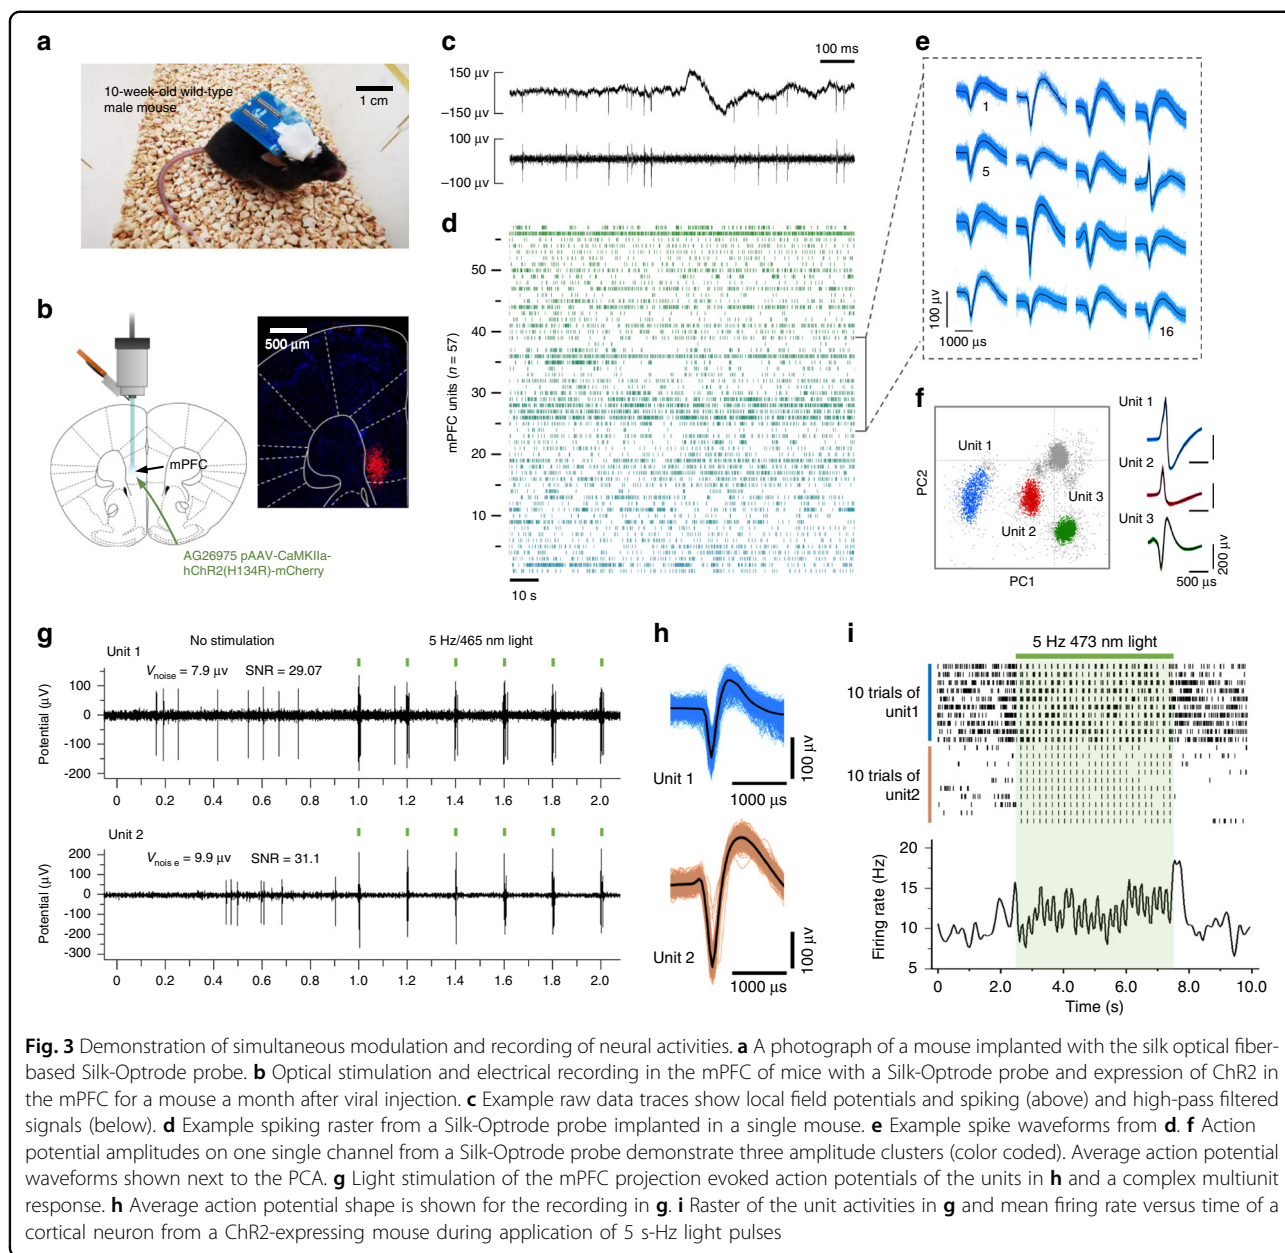 a
10-week-old wild-type
male mouse
1 cm
b
500 µm
mPFC
AG26975 pAAV-CaMKIIa-
hChR2(H134R)-mCherry
c
100 ms
150 µv
−150 µv
100 µv
−100 µv
d
mPFC units (n = 57)
50
40
30
20
10
10 s
e
1
5
16
100 µv
1000 µs
f
PC2
Unit 1
Unit 2
Unit 3
PC1
Unit 1
Unit 2
Unit 3
200 µv
500 µs
g
No stimulation
5 Hz/465 nm light
Unit 1
Vnoise = 7.9 µv SNR = 29.07
Potential (µV)
100
0
-100
-200
0 0.2 0.4 0.6 0.8 1.0 1.2 1.4 1.6 1.8 2.0
Unit 2
Vnois e = 9.9 µv SNR = 31.1
Potential (µV)
200
100
0
-100
-200
-300
0 0.2 0.4 0.6 0.8 1.0 1.2 1.4 1.6 1.8 2.0
h
Unit 1
100 µv
1000 µs
Unit 2
100 µv
1000 µs
i
5 Hz 473 nm light
10 trials of
unit1
10 trials of
unit2
Firing rate (Hz)
20
15
10
5
0 2.0 4.0 6.0 8.0 10.0
Time (s)
Fig. 3 Demonstration of simultaneous modulation and recording of neural activities. a A photograph of a mouse implanted with the silk optical fiber-
based Silk-Optrode probe. b Optical stimulation and electrical recording in the mPFC of mice with a Silk-Optrode probe and expression of ChR2 in
the mPFC for a mouse a month after viral injection. c Example raw data traces show local field potentials and spiking (above) and high-pass filtered
signals (below). d Example spiking raster from a Silk-Optrode probe implanted in a single mouse. e Example spike waveforms from d. f Action
potential amplitudes on one single channel from a Silk-Optrode probe demonstrate three amplitude clusters (color coded). Average action potential
waveforms shown next to the PCA. g Light stimulation of the mPFC projection evoked action potentials of the units in h and a complex multiunit
response. h Average action potential shape is shown for the recording in g. i Raster of the unit activities in g and mean firing rate versus time of a
cortical neuron from a ChR2-expressing mouse during application of 5 s-Hz light pulses